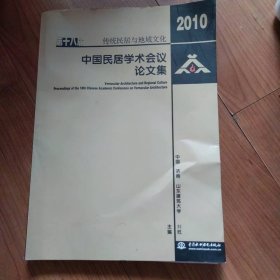 2010
第十八届 传统民居与地域文化
中国民居学术会议
论文集
Vernacular Architecture and Regional Culture
Proceedings of the 18th Chinese Academic Conference on Vernacular Architecture
中国 济南 山东建筑大学
主编
中国水利水电出版社